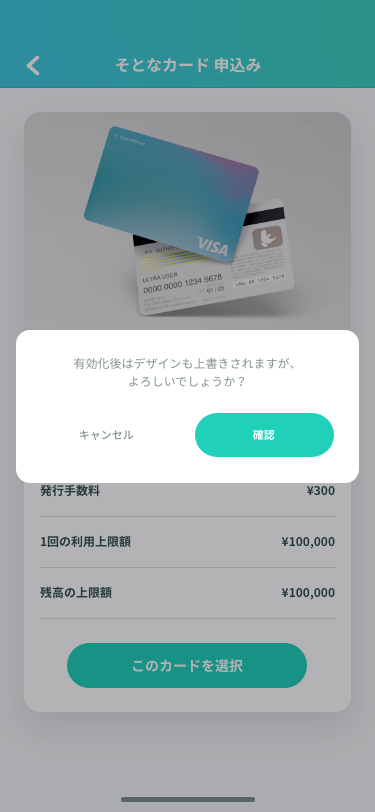 そとなカード 申込み
VISA
ULTRA USER
0000 0000 1234 5678
01 / 25
有効化後はデザインも上書きされますが、
よろしいでしょうか？
キャンセル
確認
発行手数料
¥300
1回の利用上限額
¥100,000
残高の上限額
¥100,000
このカードを選択